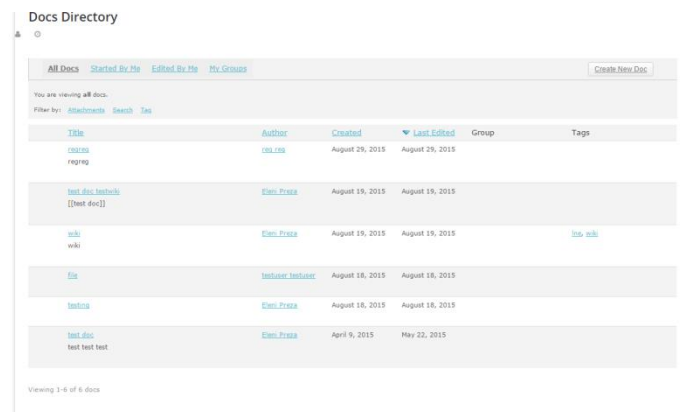 Docs Directory
All Docs Started By Me Edited By Me My Groups Create New Doc
You are viewing all docs.
Filter by: Attachments Search Tag
Title Author Created Last Edited Group Tags
regreg reg reg August 29, 2015 August 29, 2015
regreg
test doc testwiki Eleni Preza August 19, 2015 August 19, 2015
[[test doc]]
wiki Eleni Preza August 19, 2015 August 19, 2015 wiki
wiki
file testuser testuser August 18, 2015 August 18, 2015
testing Eleni Preza August 18, 2015 August 18, 2015
test doc Eleni Preza April 9, 2015 May 22, 2015
test test test
Viewing 1-6 of 6 docs